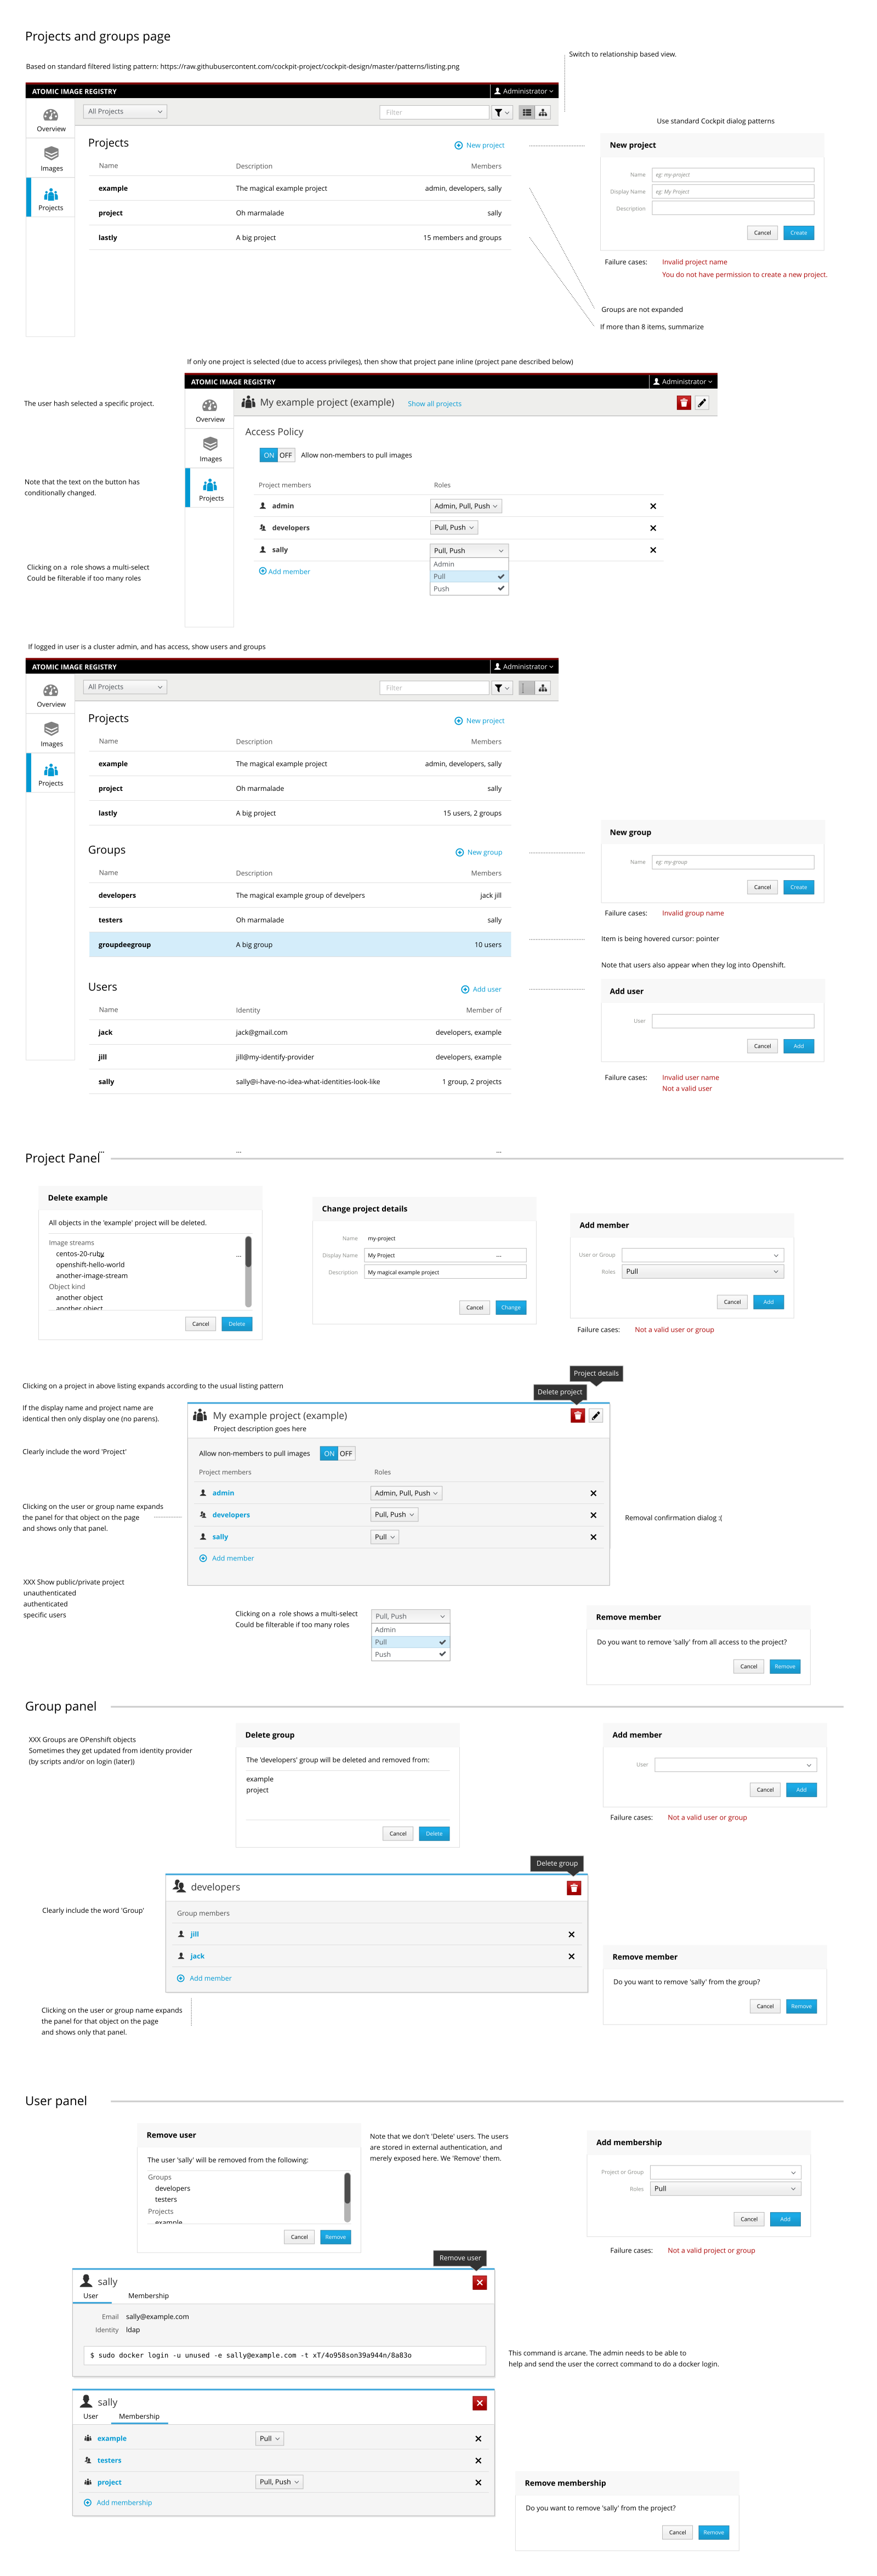 Projects and groups page
Switch to relationship based view.
Based on standard filtered listing pattern: https://raw.githubusercontent.com/cockpit-project/cockpit-design/master/patterns/listing.png
ATOMIC IMAGE REGISTRY
Administrator
All Projects
Filter
Overview
Images
Projects
Projects
New project
Name Description Members
example The magical example project admin, developers, sally
project Oh marmalade sally
lastly A big project 15 members and groups
Use standard Cockpit dialog patterns
New project
Name eg: my-project
Display Name eg: My Project
Description
Cancel Create
Failure cases: Invalid project name
You do not have permission to create a new project.
Groups are not expanded
If more than 8 items, summarize
If only one project is selected (due to access privileges), then show that project pane inline (project pane described below)
The user hash selected a specific project.
Note that the text on the button has
conditionally changed.
Clicking on a role shows a multi-select
Could be filterable if too many roles
ATOMIC IMAGE REGISTRY
Administrator
Overview
Images
Projects
My example project (example) Show all projects
Access Policy
ON OFF Allow non-members to pull images
Project members Roles
admin Admin, Pull, Push
developers Pull, Push
sally Pull, Push
Admin
Pull
Push
Add member
If logged in user is a cluster admin, and has access, show users and groups
ATOMIC IMAGE REGISTRY
Administrator
All Projects
Filter
Overview
Images
Projects
Projects
New project
Name Description Members
example The magical example project admin, developers, sally
project Oh marmalade sally
lastly A big project 15 users, 2 groups
Groups
New group
Name Description Members
developers The magical example group of develpers jack jill
testers Oh marmalade sally
groupdeegroup A big group 10 users
Users
Add user
Name Identity Member of
jack jack@gmail.com developers, example
jill jill@my-identify-provider developers, example
sally sally@i-have-no-idea-what-identities-look-like 1 group, 2 projects
... ... ...
New group
Name eg: my-group
Cancel Create
Failure cases: Invalid group name
Item is being hovered cursor: pointer
Note that users also appear when they log into Openshift.
Add user
User
Cancel Add
Failure cases: Invalid user name
Not a valid user
Project Panel
Delete example
All objects in the 'example' project will be deleted.
Image streams
centos-20-ruby
openshift-hello-world
another-image-stream
Object kind
another object
another object
... ...
Cancel Delete
Change project details
Name my-project
Display Name My Project ...
Description My magical example project
Cancel Change
Add member
User or Group
Roles Pull
Cancel Add
Failure cases: Not a valid user or group
Clicking on a project in above listing expands according to the usual listing pattern
If the display name and project name are
identical then only display one (no parens).
Clearly include the word 'Project'
Clicking on the user or group name expands
the panel for that object on the page
and shows only that panel.
XXX Show public/private project
unauthenticated
authenticated
specific users
Project details
Delete project
My example project (example)
Project description goes here
Allow non-members to pull images ON OFF
Project members Roles
admin Admin, Pull, Push
developers Pull, Push
sally Pull
Add member
Removal confirmation dialog :(
Clicking on a role shows a multi-select
Could be filterable if too many roles
Pull, Push
Admin
Pull
Push
Remove member
Do you want to remove 'sally' from all access to the project?
Cancel Remove
Group panel
XXX Groups are OPenshift objects
Sometimes they get updated from identity provider
(by scripts and/or on login (later))
Delete group
The 'developers' group will be deleted and removed from:
example
project
Cancel Delete
Add member
User
Cancel Add
Failure cases: Not a valid user or group
Delete group
Clearly include the word 'Group'
developers
Group members
jill
jack
Add member
Remove member
Do you want to remove 'sally' from the group?
Cancel Remove
Clicking on the user or group name expands
the panel for that object on the page
and shows only that panel.
User panel
Remove user
The user 'sally' will be removed from the following:
Groups
developers
testers
Projects
example
Cancel Remove
Note that we don't 'Delete' users. The users
are stored in external authentication, and
merely exposed here. We 'Remove' them.
Add membership
Project or Group
Roles Pull
Cancel Add
Failure cases: Not a valid project or group
Remove user
sally
User Membership
Email sally@example.com
Identity ldap
$ sudo docker login -u unused -e sally@example.com -t xT/4o958son39a944n/8a83o
This command is arcane. The admin needs to be able to
help and send the user the correct command to do a docker login.
sally
User Membership
example Pull
testers
project Pull, Push
Add membership
Remove membership
Do you want to remove 'sally' from the project?
Cancel Remove